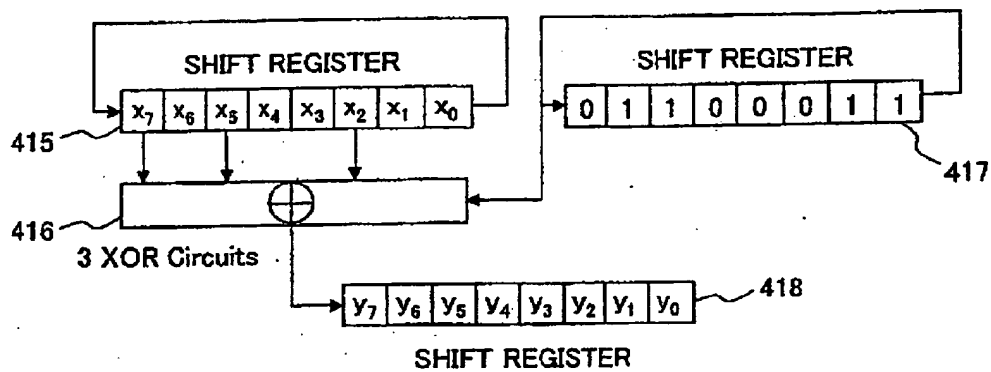 SHIFT REGISTER
SHIFT REGISTER
x7 x6 x5 x4 x3 x2 x1 x0
0 1 1 0 0 0 1 1
415
417
416
3 XOR Circuits
y7 y6 y5 y4 y3 y2 y1 y0
418
SHIFT REGISTER